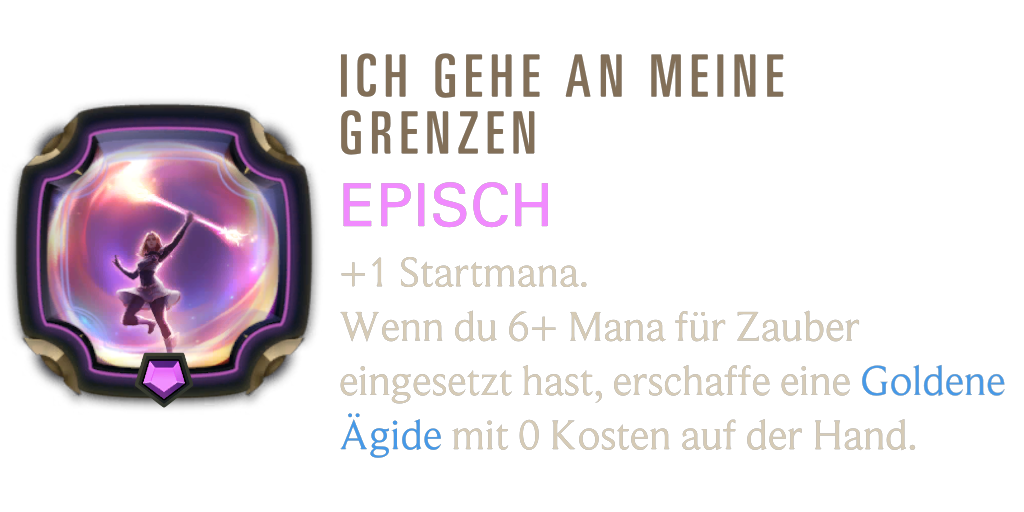 ICH GEHE AN MEINE
GRENZEN
EPISCH
+1 Startmana.
Wenn du 6+ Mana für Zauber
eingesetzt hast, erschaffe eine Goldene
Ägide mit 0 Kosten auf der Hand.